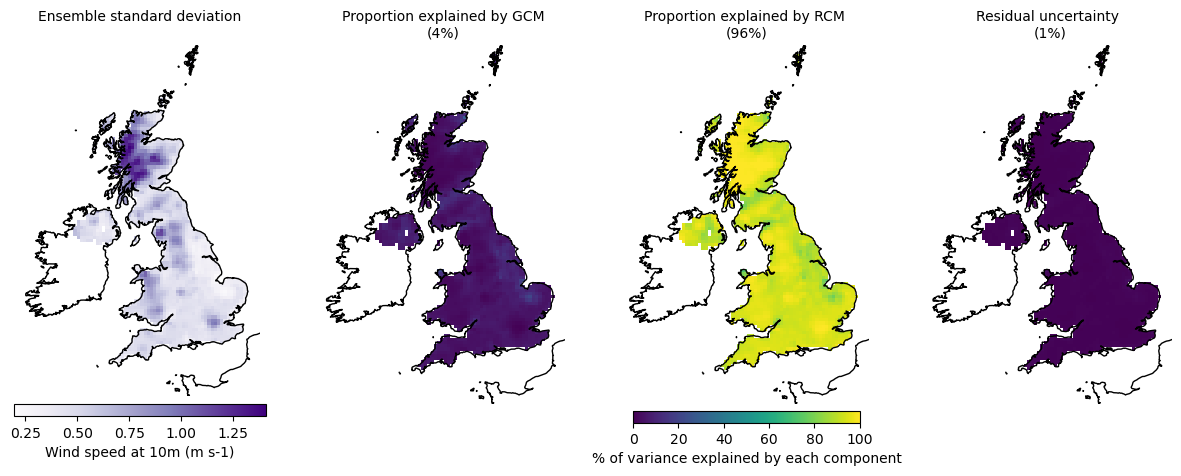 Ensemble standard deviation
Proportion explained by GCM
(4%)
Proportion explained by RCM
(96%)
Residual uncertainty
(1%)
0.25 0.50 0.75 1.00 1.25
Wind speed at 10m (m s-1)
0 20 40 60 80 100
% of variance explained by each component